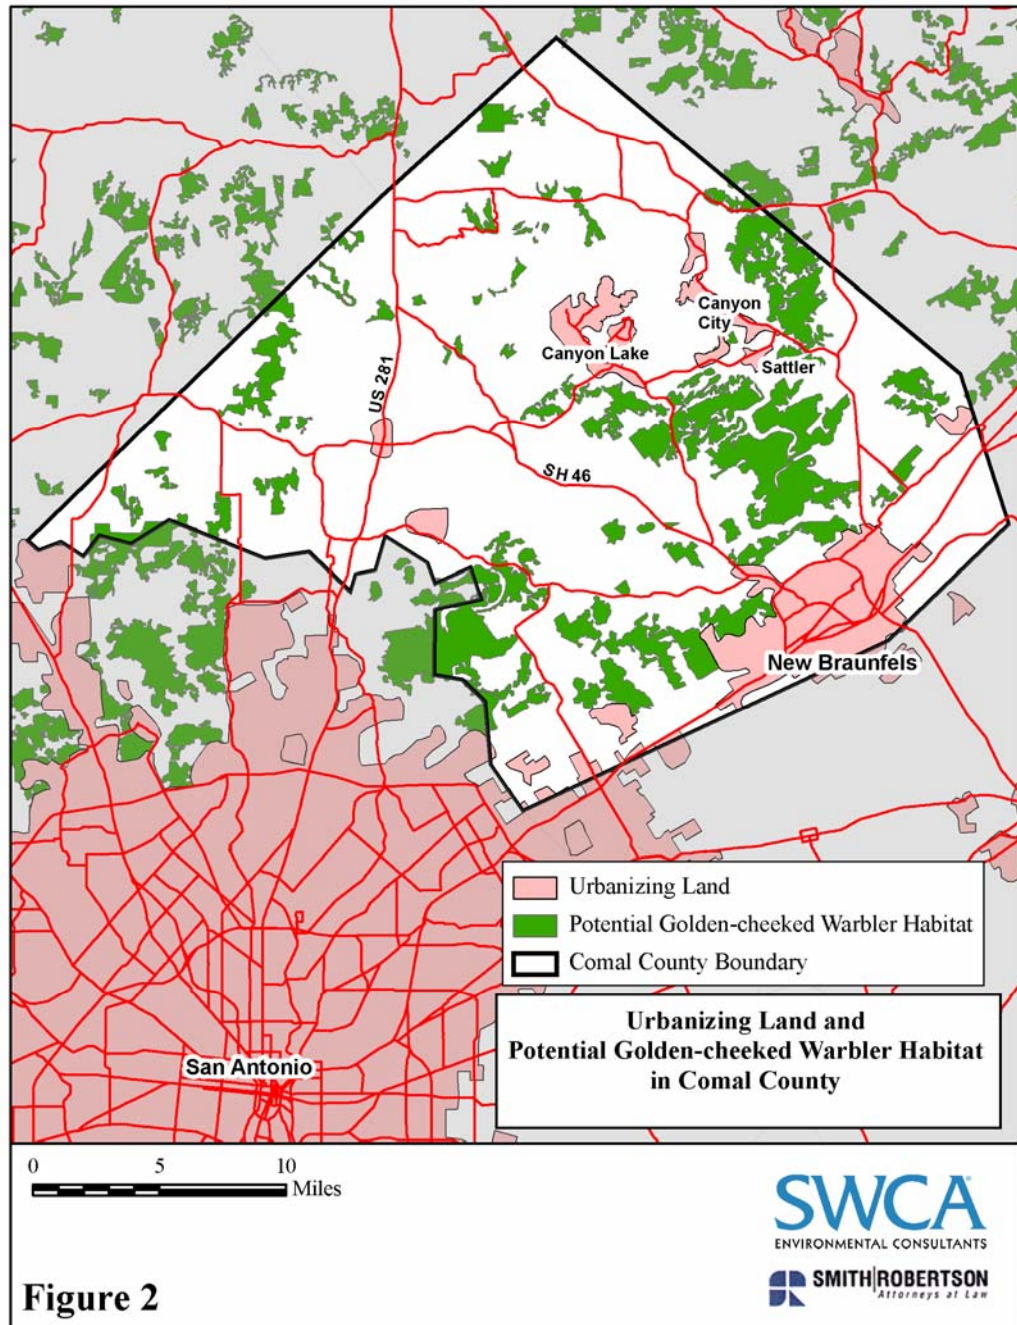 Canyon
City
Canyon Lake
Sattler
US 281
SH 46
New Braunfels
San Antonio
Urbanizing Land
Potential Golden-cheeked Warbler Habitat
Comal County Boundary
Urbanizing Land and
Potential Golden-cheeked Warbler Habitat
in Comal County
0 5 10
Miles
SWCA
ENVIRONMENTAL CONSULTANTS
SMITH|ROBERTSON
Attorneys at Law
Figure 2